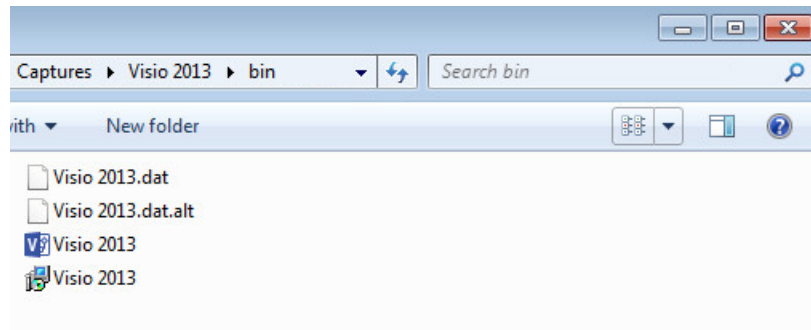 Captures Visio 2013 bin Search bin
with New folder
Visio 2013.dat
Visio 2013.dat.alt
Visio 2013
Visio 2013